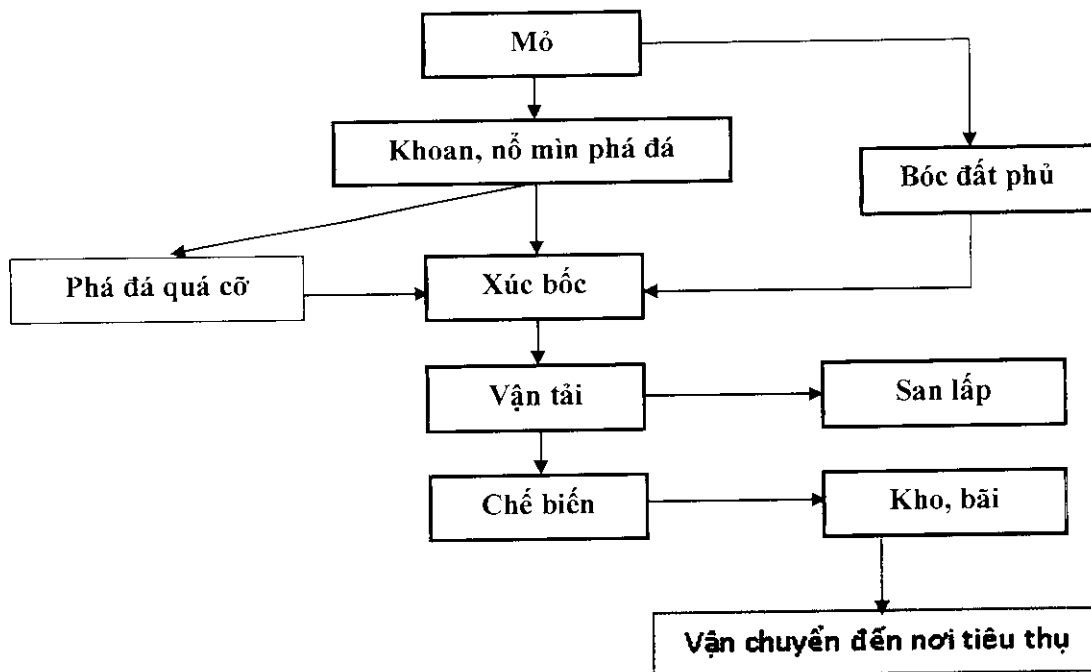 Mỏ
Khoan, nổ mìn phá đá
Bóc đất phủ
Phá đá quá cỡ
Xúc bốc
Vận tải
San lấp
Chế biến
Kho, bãi
Vận chuyển đến nơi tiêu thụ